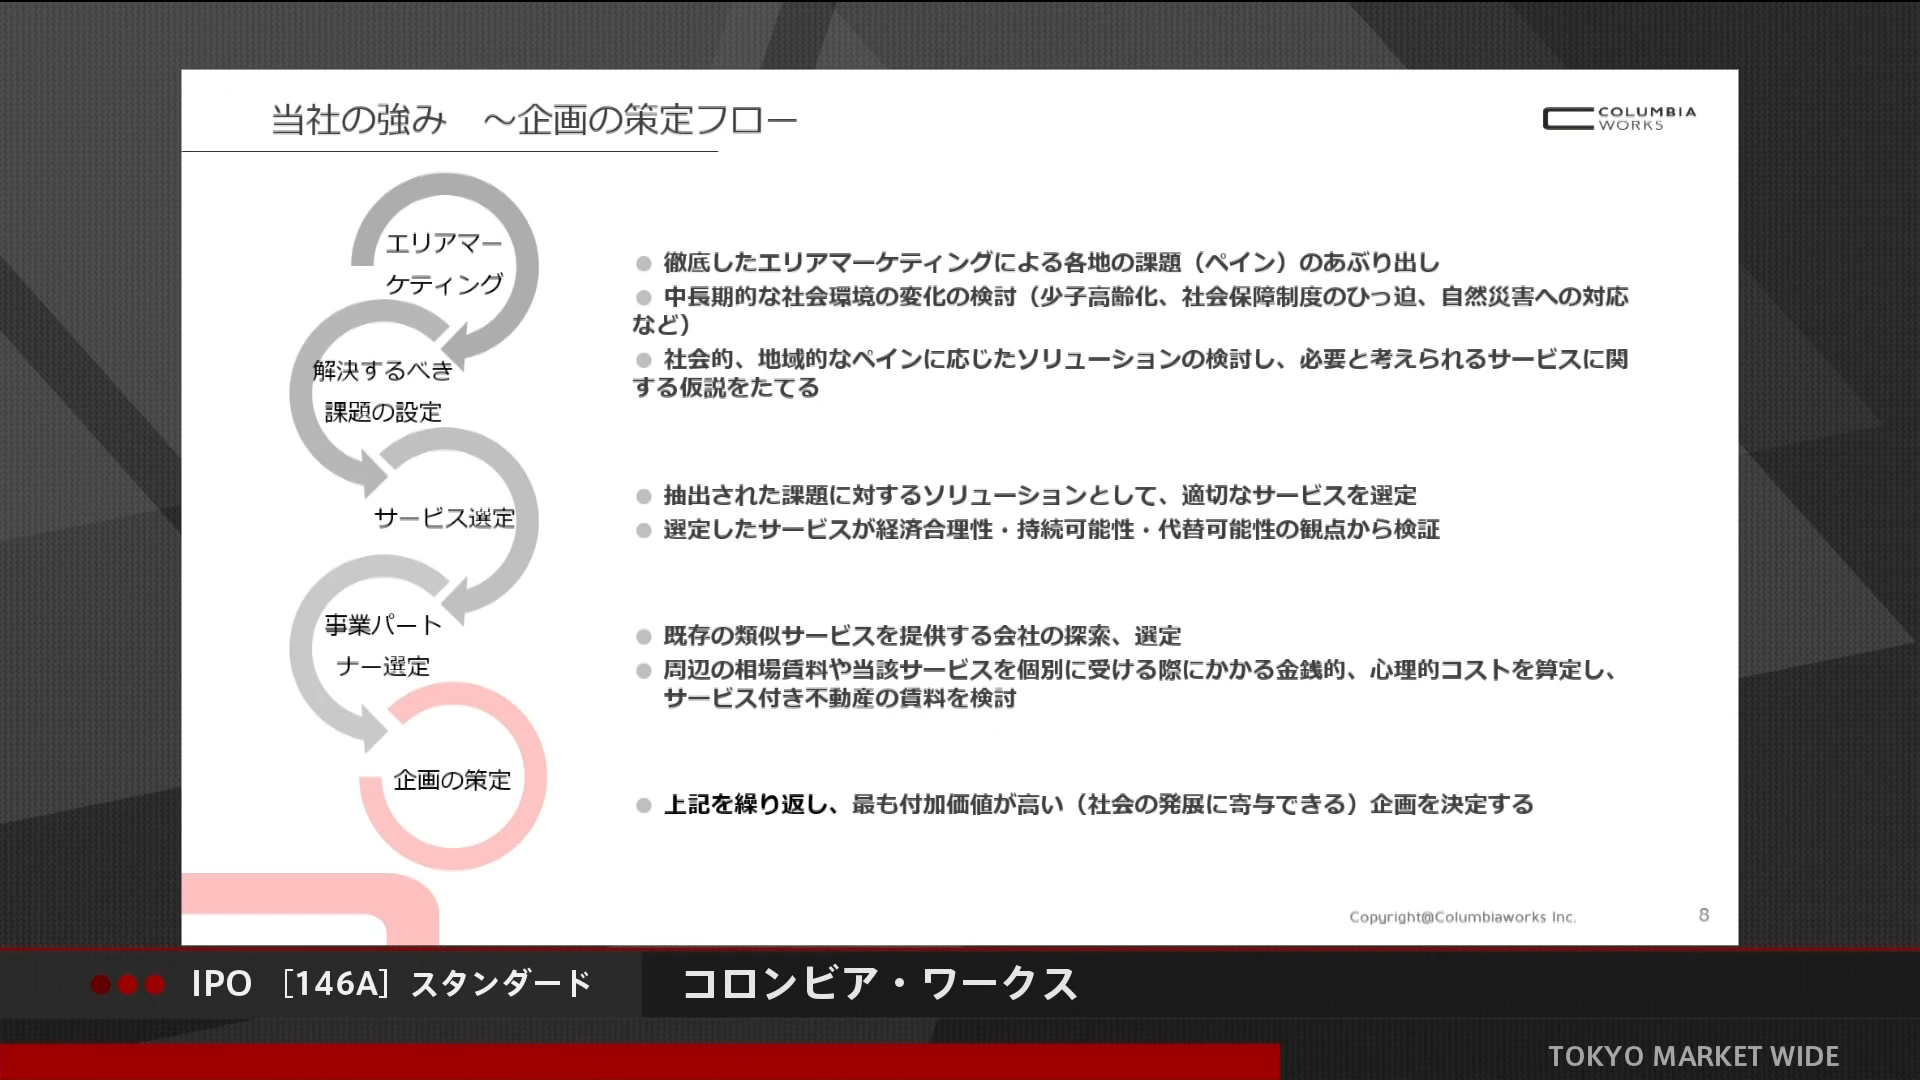 当社の強み　～企画の策定フロー
COLUMBIA
WORKS
エリアマー
ケティング
● 徹底したエリアマーケティングによる各地の課題（ペイン）のあぶり出し
● 中長期的な社会環境の変化の検討（少子高齢化、社会保障制度のひっ迫、自然災害への対応
など）
● 社会的、地域的なペインに応じたソリューションの検討し、必要と考えられるサービスに関
する仮説をたてる
解決するべき
課題の設定
サービス選定
● 抽出された課題に対するソリューションとして、適切なサービスを選定
● 選定したサービスが経済合理性・持続可能性・代替可能性の観点から検証
事業パート
ナー選定
● 既存の類似サービスを提供する会社の探索、選定
● 周辺の相場賃料や当該サービスを個別に受ける際にかかる金銭的、心理的コストを算定し、
サービス付き不動産の賃料を検討
企画の策定
● 上記を繰り返し、最も付加価値が高い（社会の発展に寄与できる）企画を決定する
Copyright@Columbiaworks Inc.
8
IPO ［146A］スタンダード
コロンビア・ワークス
TOKYO MARKET WIDE